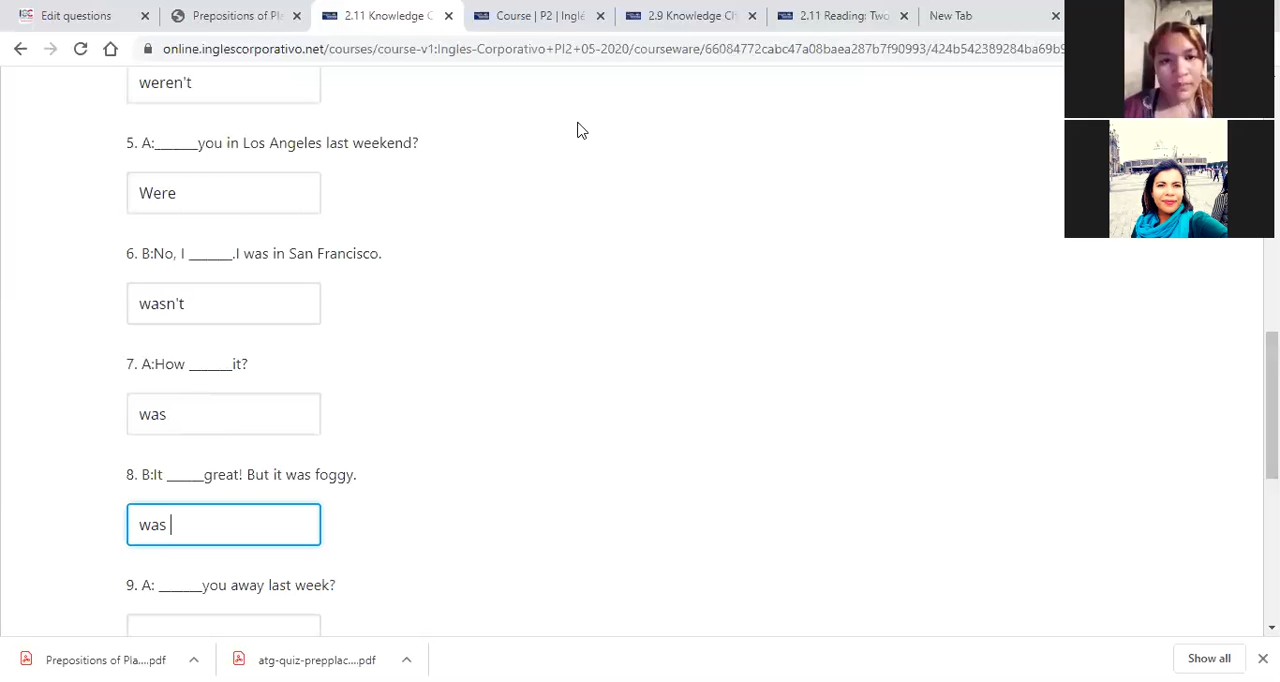 Edit questions
Prepositions of Pl
2.11 Knowledge C
Course | P2 | Inglé
2.9 Knowledge Ch
2.11 Reading: Two
New Tab
online.inglescorporativo.net/courses/course-v1:Ingles-Corporativo+PI2+05-2020/courseware/66084772cabc47a08baea287b7f90993/424b542389284ba69b9
weren't
5. A:______you in Los Angeles last weekend?
Were
6. B:No, I ______.I was in San Francisco.
wasn't
7. A:How ______it?
was
8. B:It _____great! But it was foggy.
was
9. A: ______you away last week?
Prepositions of Pla....pdf
atg-quiz-prepplac....pdf
Show all